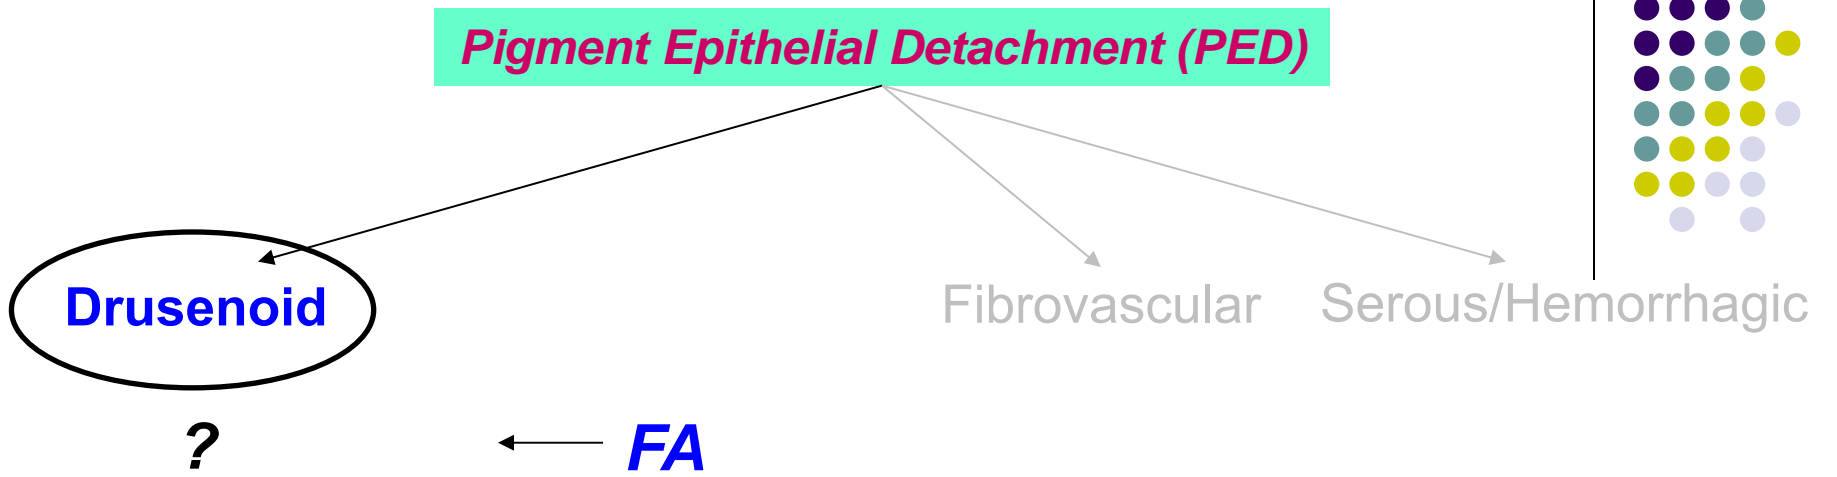 Pigment Epithelial Detachment (PED)
Drusenoid
Fibrovascular
Serous/Hemorrhagic
?
FA